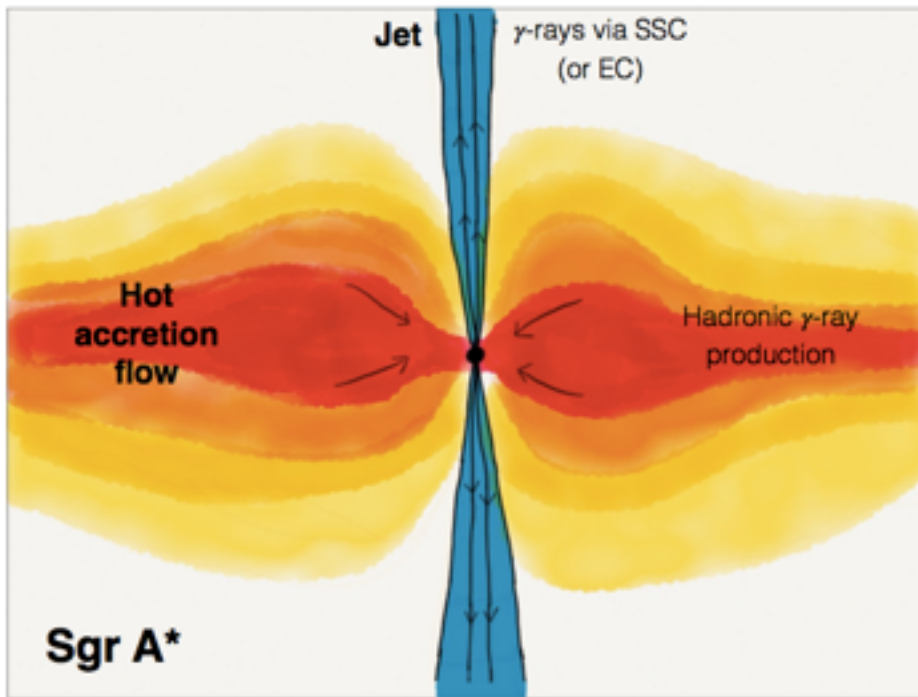 Jet
γ-rays via SSC
(or EC)
Hot
accretion
flow
Hadronic γ-ray
production
Sgr A*